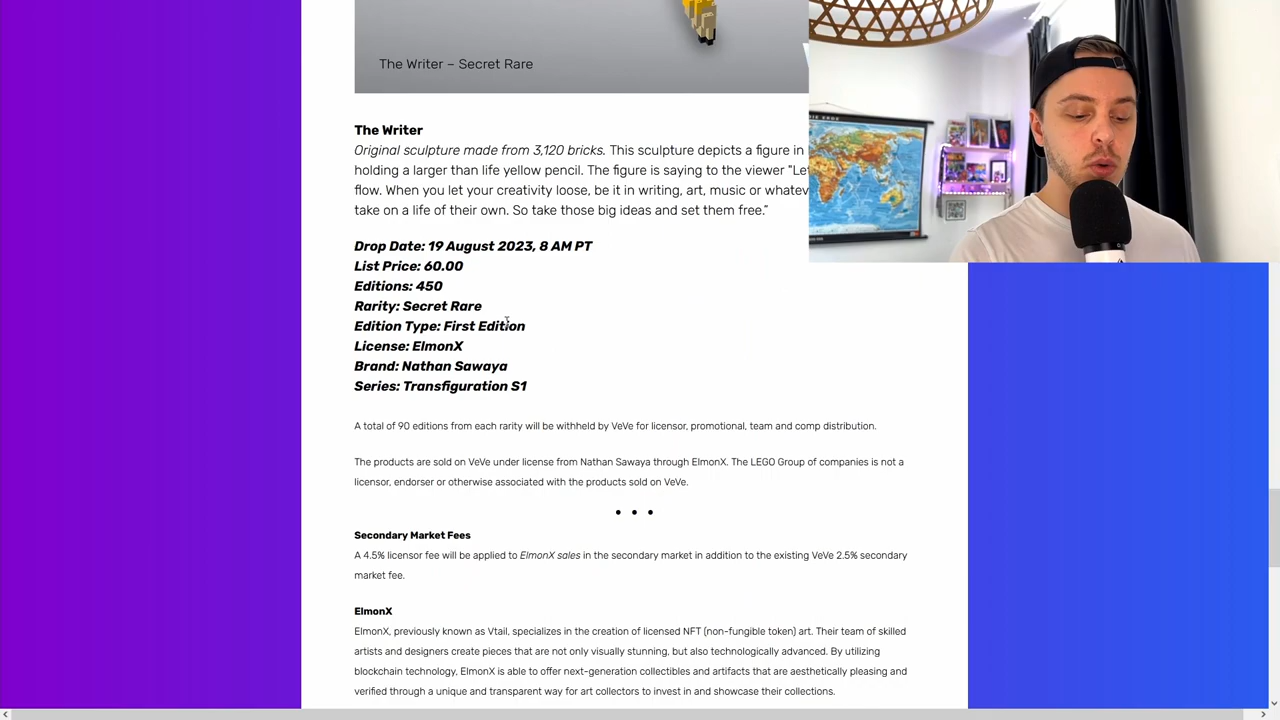 The Writer – Secret Rare
The Writer
Original sculpture made from 3,120 bricks. This sculpture depicts a figure in
holding a larger than life yellow pencil. The figure is saying to the viewer "Le
flow. When you let your creativity loose, be it in writing, art, music or whatev
take on a life of their own. So take those big ideas and set them free."
Drop Date: 19 August 2023, 8 AM PT
List Price: 60.00
Editions: 450
Rarity: Secret Rare
Edition Type: First Edition
License: ElmonX
Brand: Nathan Sawaya
Series: Transfiguration S1
A total of 90 editions from each rarity will be withheld by VeVe for licensor, promotional, team and comp distribution.
The products are sold on VeVe under license from Nathan Sawaya through ElmonX. The LEGO Group of companies is not a
licensor, endorser or otherwise associated with the products sold on VeVe.
• • •
Secondary Market Fees
A 4.5% licensor fee will be applied to ElmonX sales in the secondary market in addition to the existing VeVe 2.5% secondary
market fee.
ElmonX
ElmonX, previously known as Vtail, specializes in the creation of licensed NFT (non-fungible token) art. Their team of skilled
artists and designers create pieces that are not only visually stunning, but also technologically advanced. By utilizing
blockchain technology, ElmonX is able to offer next-generation collectibles and artifacts that are aesthetically pleasing and
verified through a unique and transparent way for art collectors to invest in and showcase their collections.